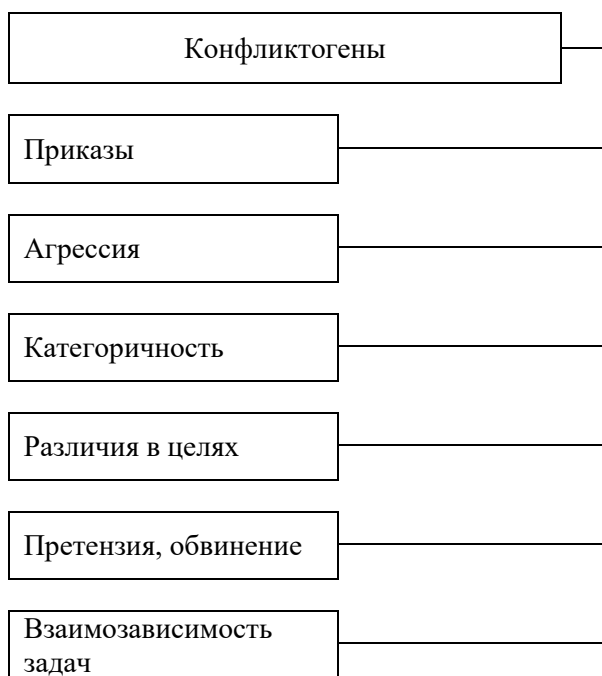 Конфликтогены
Приказы
Агрессия
Категоричность
Различия в целях
Претензия, обвинение
Взаимозависимость
задач